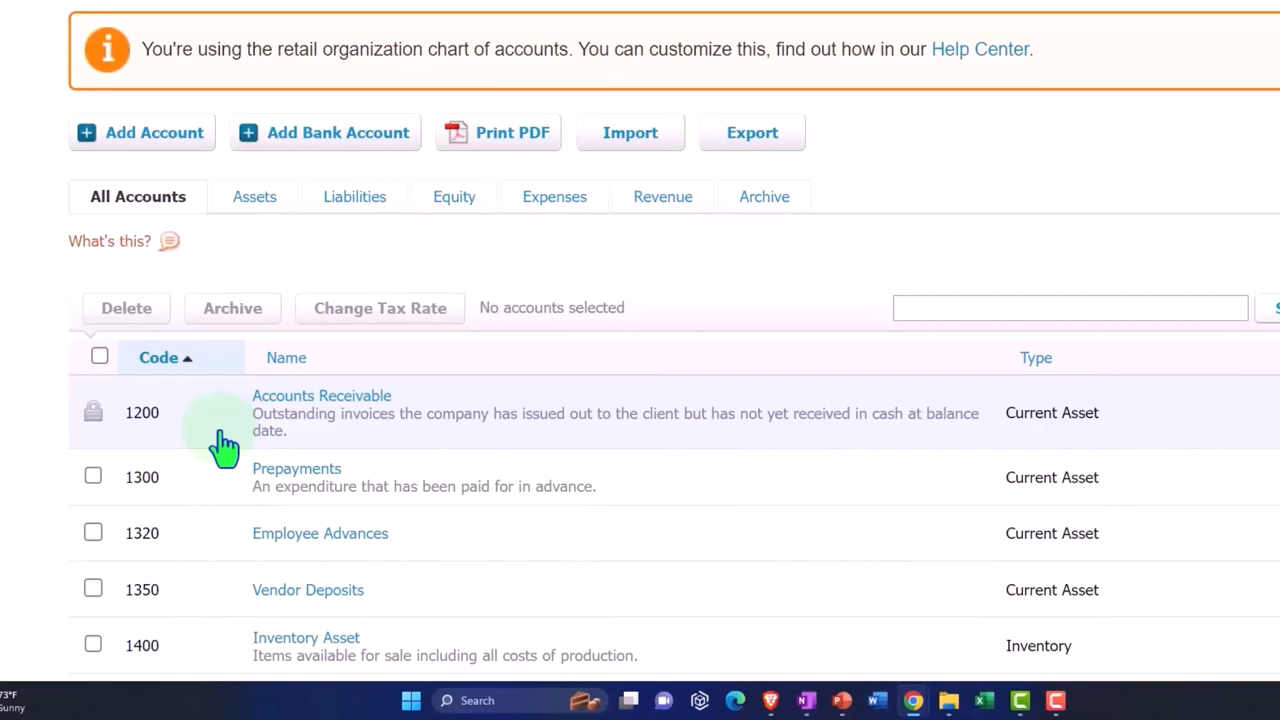 You're using the retail organization chart of accounts. You can customize this, find out how in our Help Center.
Add Account
Add Bank Account
Print PDF
Import
Export
All Accounts
Assets
Liabilities
Equity
Expenses
Revenue
Archive
What's this?
Delete
Archive
Change Tax Rate
No accounts selected
S
Code
Name
Type
1200
Accounts Receivable
Outstanding invoices the company has issued out to the client but has not yet received in cash at balance
date.
Current Asset
1300
Prepayments
An expenditure that has been paid for in advance.
Current Asset
1320
Employee Advances
Current Asset
1350
Vendor Deposits
Current Asset
1400
Inventory Asset
Items available for sale including all costs of production.
Inventory
73°F
Sunny
Search